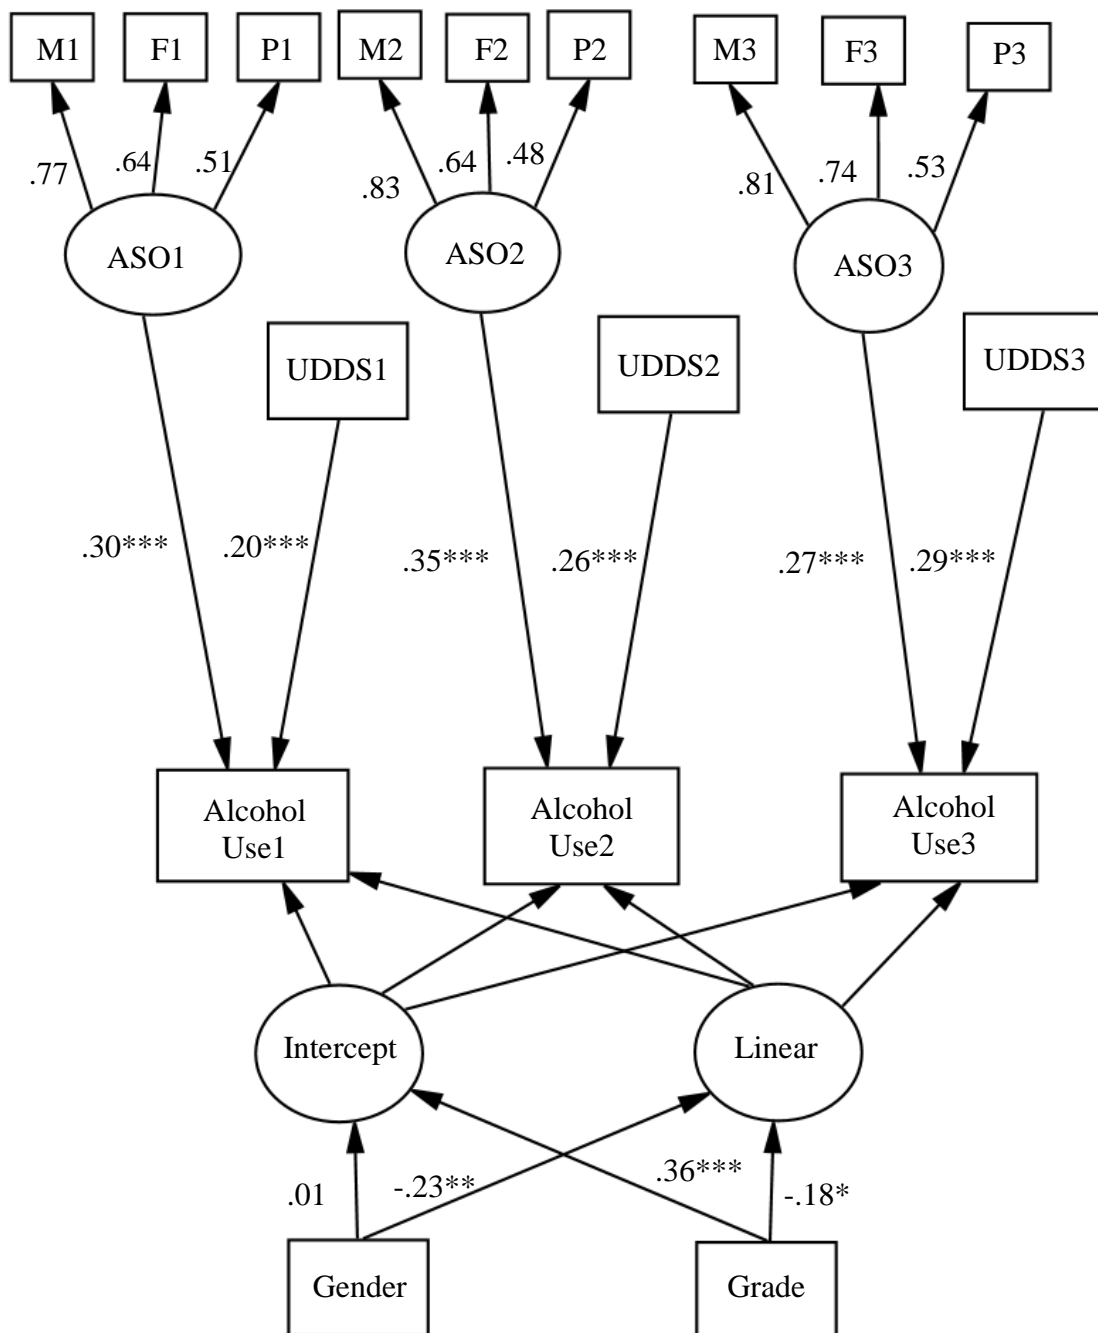 M1
F1
P1
M2
F2
P2
M3
F3
P3
.77
.64
.51
.83
.64
.48
.81
.74
.53
ASO1
ASO2
ASO3
UDDS1
UDDS2
UDDS3
.30***
.20***
.35***
.26***
.27***
.29***
Alcohol
Use1
Alcohol
Use2
Alcohol
Use3
Intercept
Linear
.01
-.23**
.36***
-.18*
Gender
Grade